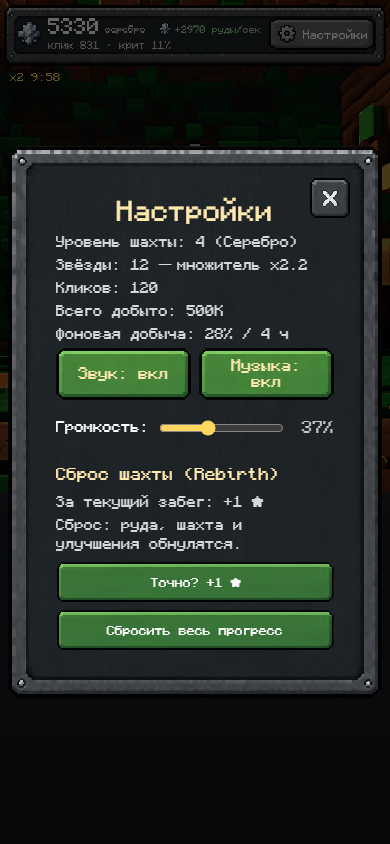 5330 серебро +2970 руды/сек Настройки
клик 831 · крит 11%
x2 9:58
Настройки
Уровень шахты: 4 (Серебро)
Звёзды: 12 — множитель x2.2
Кликов: 120
Всего добыто: 500K
Фоновая добыча: 28% / 4 ч
Звук: вкл
Музыка:
вкл
Громкость: 37%
Сброс шахты (Rebirth)
За текущий забег: +1 ★
Сброс: руда, шахта и
улучшения обнулятся.
Точно? +1 ★
Сбросить весь прогресс